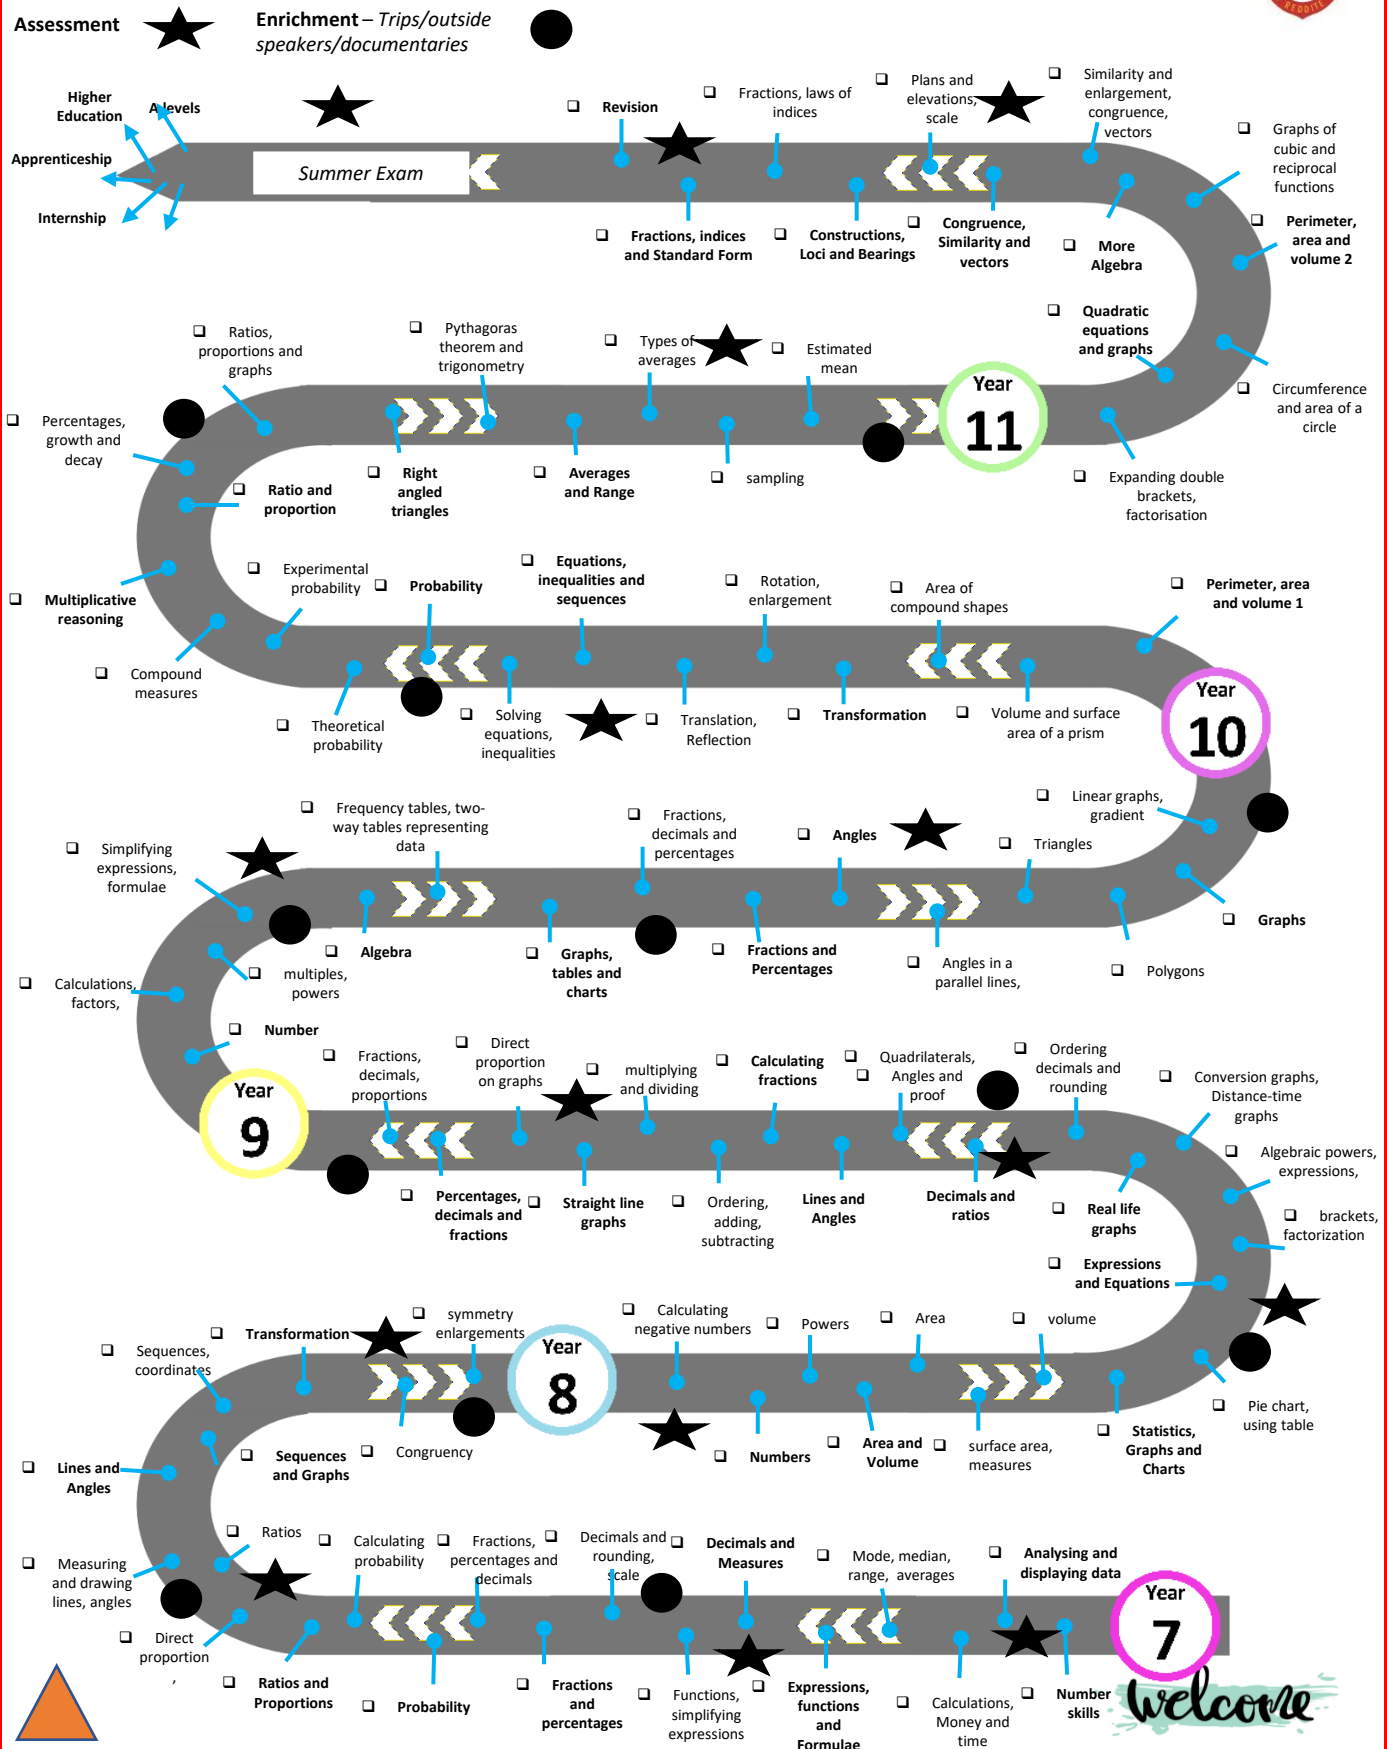 Assessment
Enrichment – Trips/outside
speakers/documentaries
REDDITE
Higher
Education
A levels
Apprenticeship
Internship
Summer Exam
Revision
Fractions, laws of
indices
Plans and
elevations,
scale
Similarity and
enlargement,
congruence,
vectors
Graphs of
cubic and
reciprocal
functions
Fractions, indices
and Standard Form
Constructions,
Loci and Bearings
Congruence,
Similarity and
vectors
More
Algebra
Perimeter,
area and
volume 2
Quadratic
equations
and graphs
Circumference
and area of a
circle
Ratios,
proportions and
graphs
Pythagoras
theorem and
trigonometry
Types of
averages
Estimated
mean
Year
11
Percentages,
growth and
decay
Ratio and
proportion
Right
angled
triangles
Averages
and Range
sampling
Expanding double
brackets,
factorisation
Experimental
probability
Probability
Equations,
inequalities and
sequences
Rotation,
enlargement
Area of
compound shapes
Perimeter, area
and volume 1
Multiplicative
reasoning
Compound
measures
Theoretical
probability
Solving
equations,
inequalities
Translation,
Reflection
Transformation
Volume and surface
area of a prism
Year
10
Simplifying
expressions,
formulae
Frequency tables, two-
way tables representing
data
Fractions,
decimals and
percentages
Angles
Triangles
Linear graphs,
gradient
Calculations,
factors,
multiples,
powers
Algebra
Graphs,
tables and
charts
Fractions and
Percentages
Angles in a
parallel lines,
Polygons
Graphs
Number
Year
9
Fractions,
decimals,
proportions
Direct
proportion
on graphs
multiplying
and dividing
Calculating
fractions
Quadrilaterals,
Angles and
proof
Ordering
decimals and
rounding
Conversion graphs,
Distance-time
graphs
Percentages,
decimals and
fractions
Straight line
graphs
Ordering,
adding,
subtracting
Lines and
Angles
Decimals and
ratios
Real life
graphs
Algebraic powers,
expressions,
brackets,
factorization
Expressions
and Equations
Sequences,
coordinates
Transformation
symmetry
enlargements
Year
8
Calculating
negative numbers
Powers
Area
volume
Lines and
Angles
Sequences
and Graphs
Congruency
Numbers
Area and
Volume
surface area,
measures
Statistics,
Graphs and
Charts
Pie chart,
using table
Measuring
and drawing
lines, angles
Ratios
Calculating
probability
Fractions,
percentages and
decimals
Decimals and
rounding,
scale
Decimals and
Measures
Mode, median,
range, averages
Analysing and
displaying data
Year
7
Direct
proportion
,
Ratios and
Proportions
Probability
Fractions
and
percentages
Functions,
simplifying
expressions
Expressions,
functions
and
Formulae
Calculations,
Money and
time
Number
skills
welcome